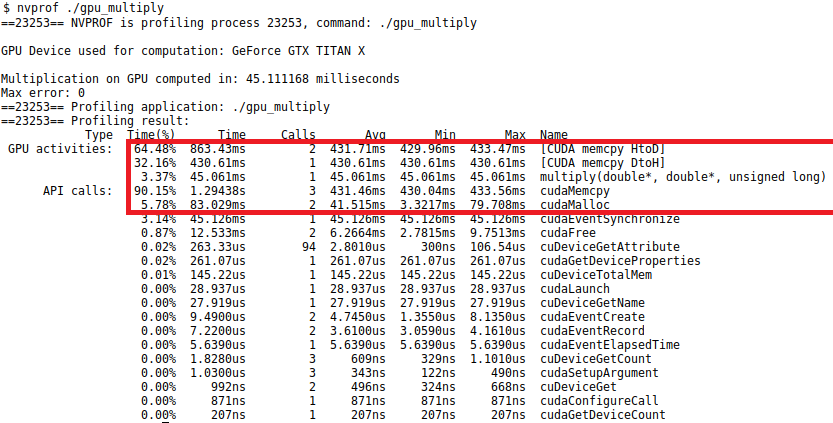 $ nvprof ./gpu_multiply
==23253== NVPROF is profiling process 23253, command: ./gpu_multiply
GPU Device used for computation: GeForce GTX TITAN X
Multiplication on GPU computed in: 45.111168 milliseconds
Max error: 0
==23253== Profiling application: ./gpu_multiply
==23253== Profiling result:
Type Time(%) Time Calls Avg Min Max Name
GPU activities: 64.48% 863.43ms 2 431.71ms 429.96ms 433.47ms [CUDA memcpy HtoD]
32.16% 430.61ms 1 430.61ms 430.61ms 430.61ms [CUDA memcpy DtoH]
3.37% 45.061ms 1 45.061ms 45.061ms 45.061ms multiply(double*, double*, unsigned long)
API calls: 90.15% 1.29438s 3 431.46ms 430.04ms 433.56ms cudaMemcpy
5.78% 83.029ms 2 41.515ms 3.3217ms 79.708ms cudaMalloc
3.14% 45.126ms 1 45.126ms 45.126ms 45.126ms cudaEventSynchronize
0.87% 12.533ms 2 6.2664ms 2.7815ms 9.7513ms cudaFree
0.02% 263.33us 94 2.8010us 300ns 106.54us cuDeviceGetAttribute
0.02% 261.07us 1 261.07us 261.07us 261.07us cudaGetDeviceProperties
0.01% 145.22us 1 145.22us 145.22us 145.22us cuDeviceTotalMem
0.00% 28.937us 1 28.937us 28.937us 28.937us cudaLaunch
0.00% 27.919us 1 27.919us 27.919us 27.919us cuDeviceGetName
0.00% 9.4900us 2 4.7450us 1.3550us 8.1350us cudaEventCreate
0.00% 7.2200us 2 3.6100us 3.0590us 4.1610us cudaEventRecord
0.00% 5.6390us 1 5.6390us 5.6390us 5.6390us cudaEventElapsedTime
0.00% 1.8280us 3 609ns 329ns 1.1010us cuDeviceGetCount
0.00% 1.0300us 3 343ns 122ns 490ns cudaSetupArgument
0.00% 992ns 2 496ns 324ns 668ns cuDeviceGet
0.00% 871ns 1 871ns 871ns 871ns cudaConfigureCall
0.00% 207ns 1 207ns 207ns 207ns cudaGetDeviceCount